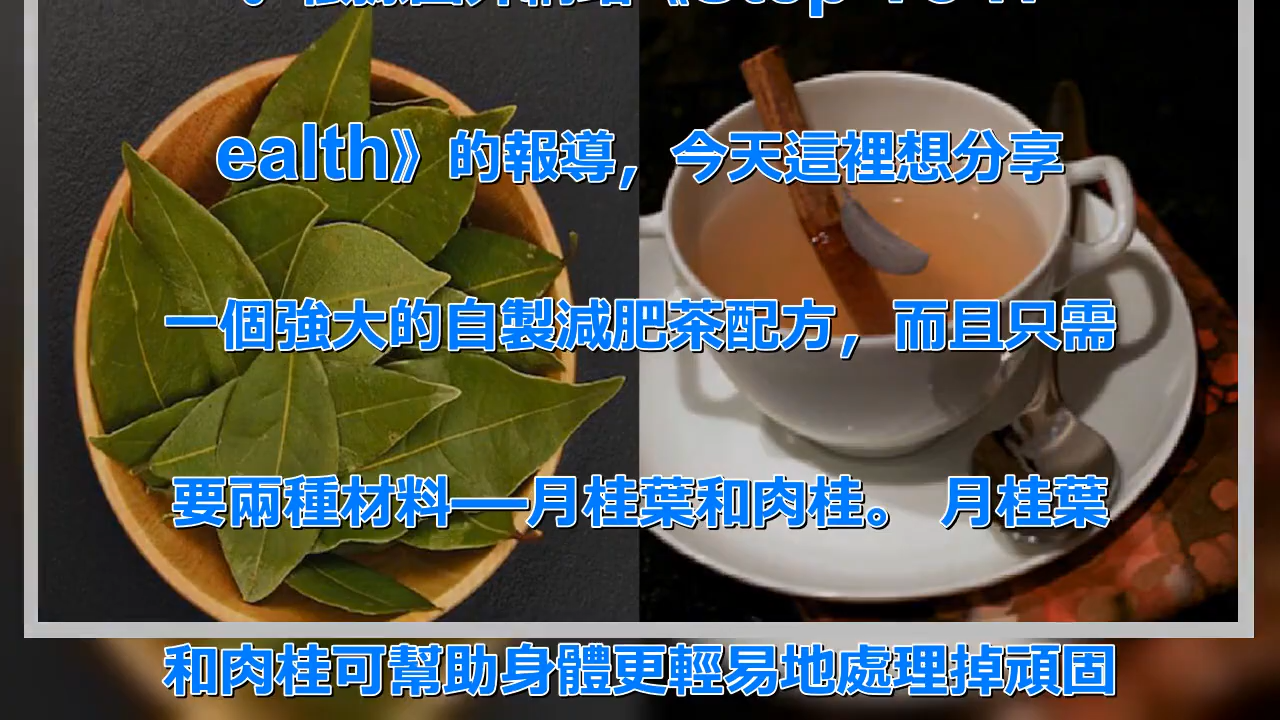 ealth》的報導，今天這裡想分享
一個強大的自製減肥茶配方，而且只需
要兩種材料──月桂葉和肉桂。 月桂葉
和肉桂可幫助身體更輕易地處理掉頑固